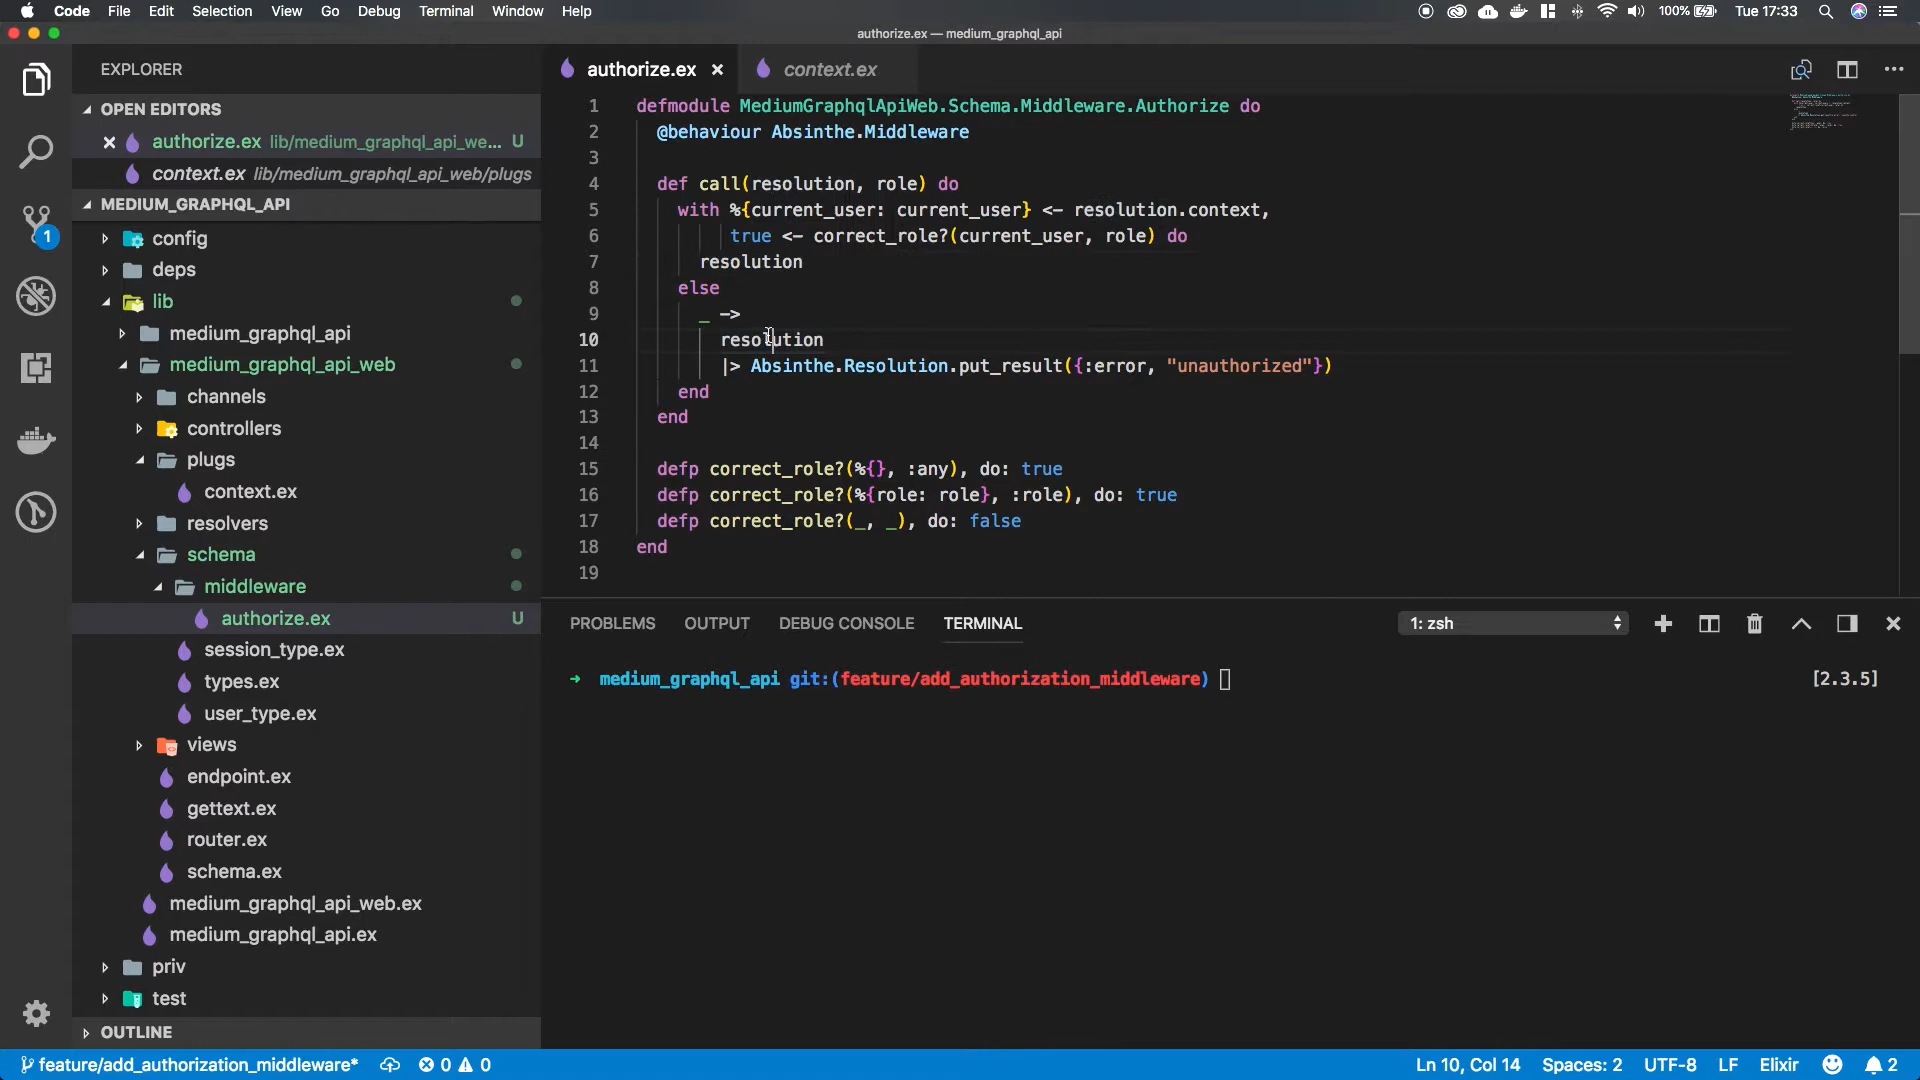 Code File Edit Selection View Go Debug Terminal Window Help 100% Tue 17:33
authorize.ex — medium_graphql_api
EXPLORER
OPEN EDITORS
authorize.ex lib/medium_graphql_api_we... U
context.ex lib/medium_graphql_api_web/plugs
MEDIUM_GRAPHQL_API
config
deps
lib
medium_graphql_api
medium_graphql_api_web
channels
controllers
plugs
context.ex
resolvers
schema
middleware
authorize.ex U
session_type.ex
types.ex
user_type.ex
views
endpoint.ex
gettext.ex
router.ex
schema.ex
medium_graphql_api_web.ex
medium_graphql_api.ex
priv
test
OUTLINE
1
authorize.ex context.ex
1 defmodule MediumGraphqlApiWeb.Schema.Middleware.Authorize do
2 @behaviour Absinthe.Middleware
3
4 def call(resolution, role) do
5 with %{current_user: current_user} <- resolution.context,
6 true <- correct_role?(current_user, role) do
7 resolution
8 else
9 _ ->
10 resolution
11 |> Absinthe.Resolution.put_result({:error, "unauthorized"})
12 end
13 end
14
15 defp correct_role?(%{}, :any), do: true
16 defp correct_role?(%{role: role}, :role), do: true
17 defp correct_role?(_, _), do: false
18 end
19
PROBLEMS OUTPUT DEBUG CONSOLE TERMINAL 1: zsh
→ medium_graphql_api git:(feature/add_authorization_middleware) [2.3.5]
feature/add_authorization_middleware* 0 0 Ln 10, Col 14 Spaces: 2 UTF-8 LF Elixir 2